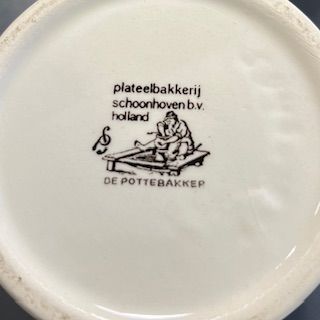 plateelbakkerij
schoonhoven b.v.
holland
DE POTTEBAKKER